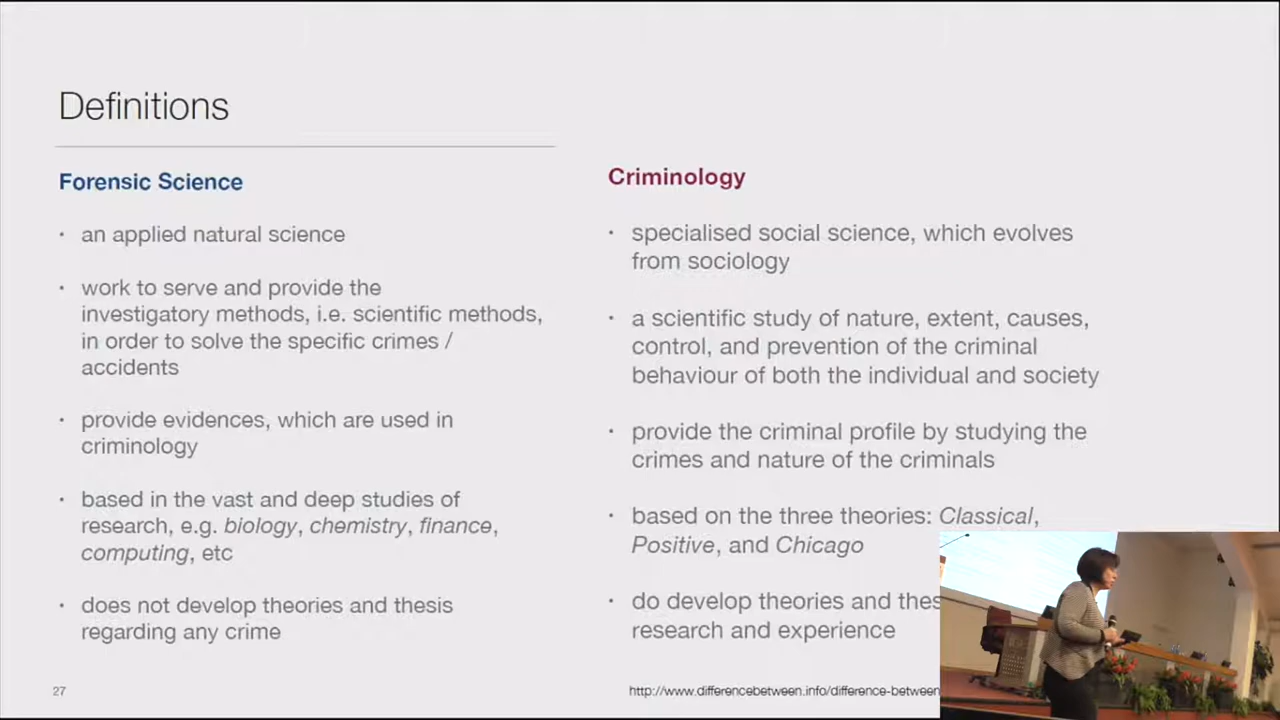 Definitions
Forensic Science
• an applied natural science
• work to serve and provide the
investigatory methods, i.e. scientific methods,
in order to solve the specific crimes /
accidents
• provide evidences, which are used in
criminology
• based in the vast and deep studies of
research, e.g. biology, chemistry, finance,
computing, etc
• does not develop theories and thesis
regarding any crime
27
Criminology
• specialised social science, which evolves
from sociology
• a scientific study of nature, extent, causes,
control, and prevention of the criminal
behaviour of both the individual and society
• provide the criminal profile by studying the
crimes and nature of the criminals
• based on the three theories: Classical,
Positive, and Chicago
• do develop theories and thes
research and experience
http://www.differencebetween.info/difference-between